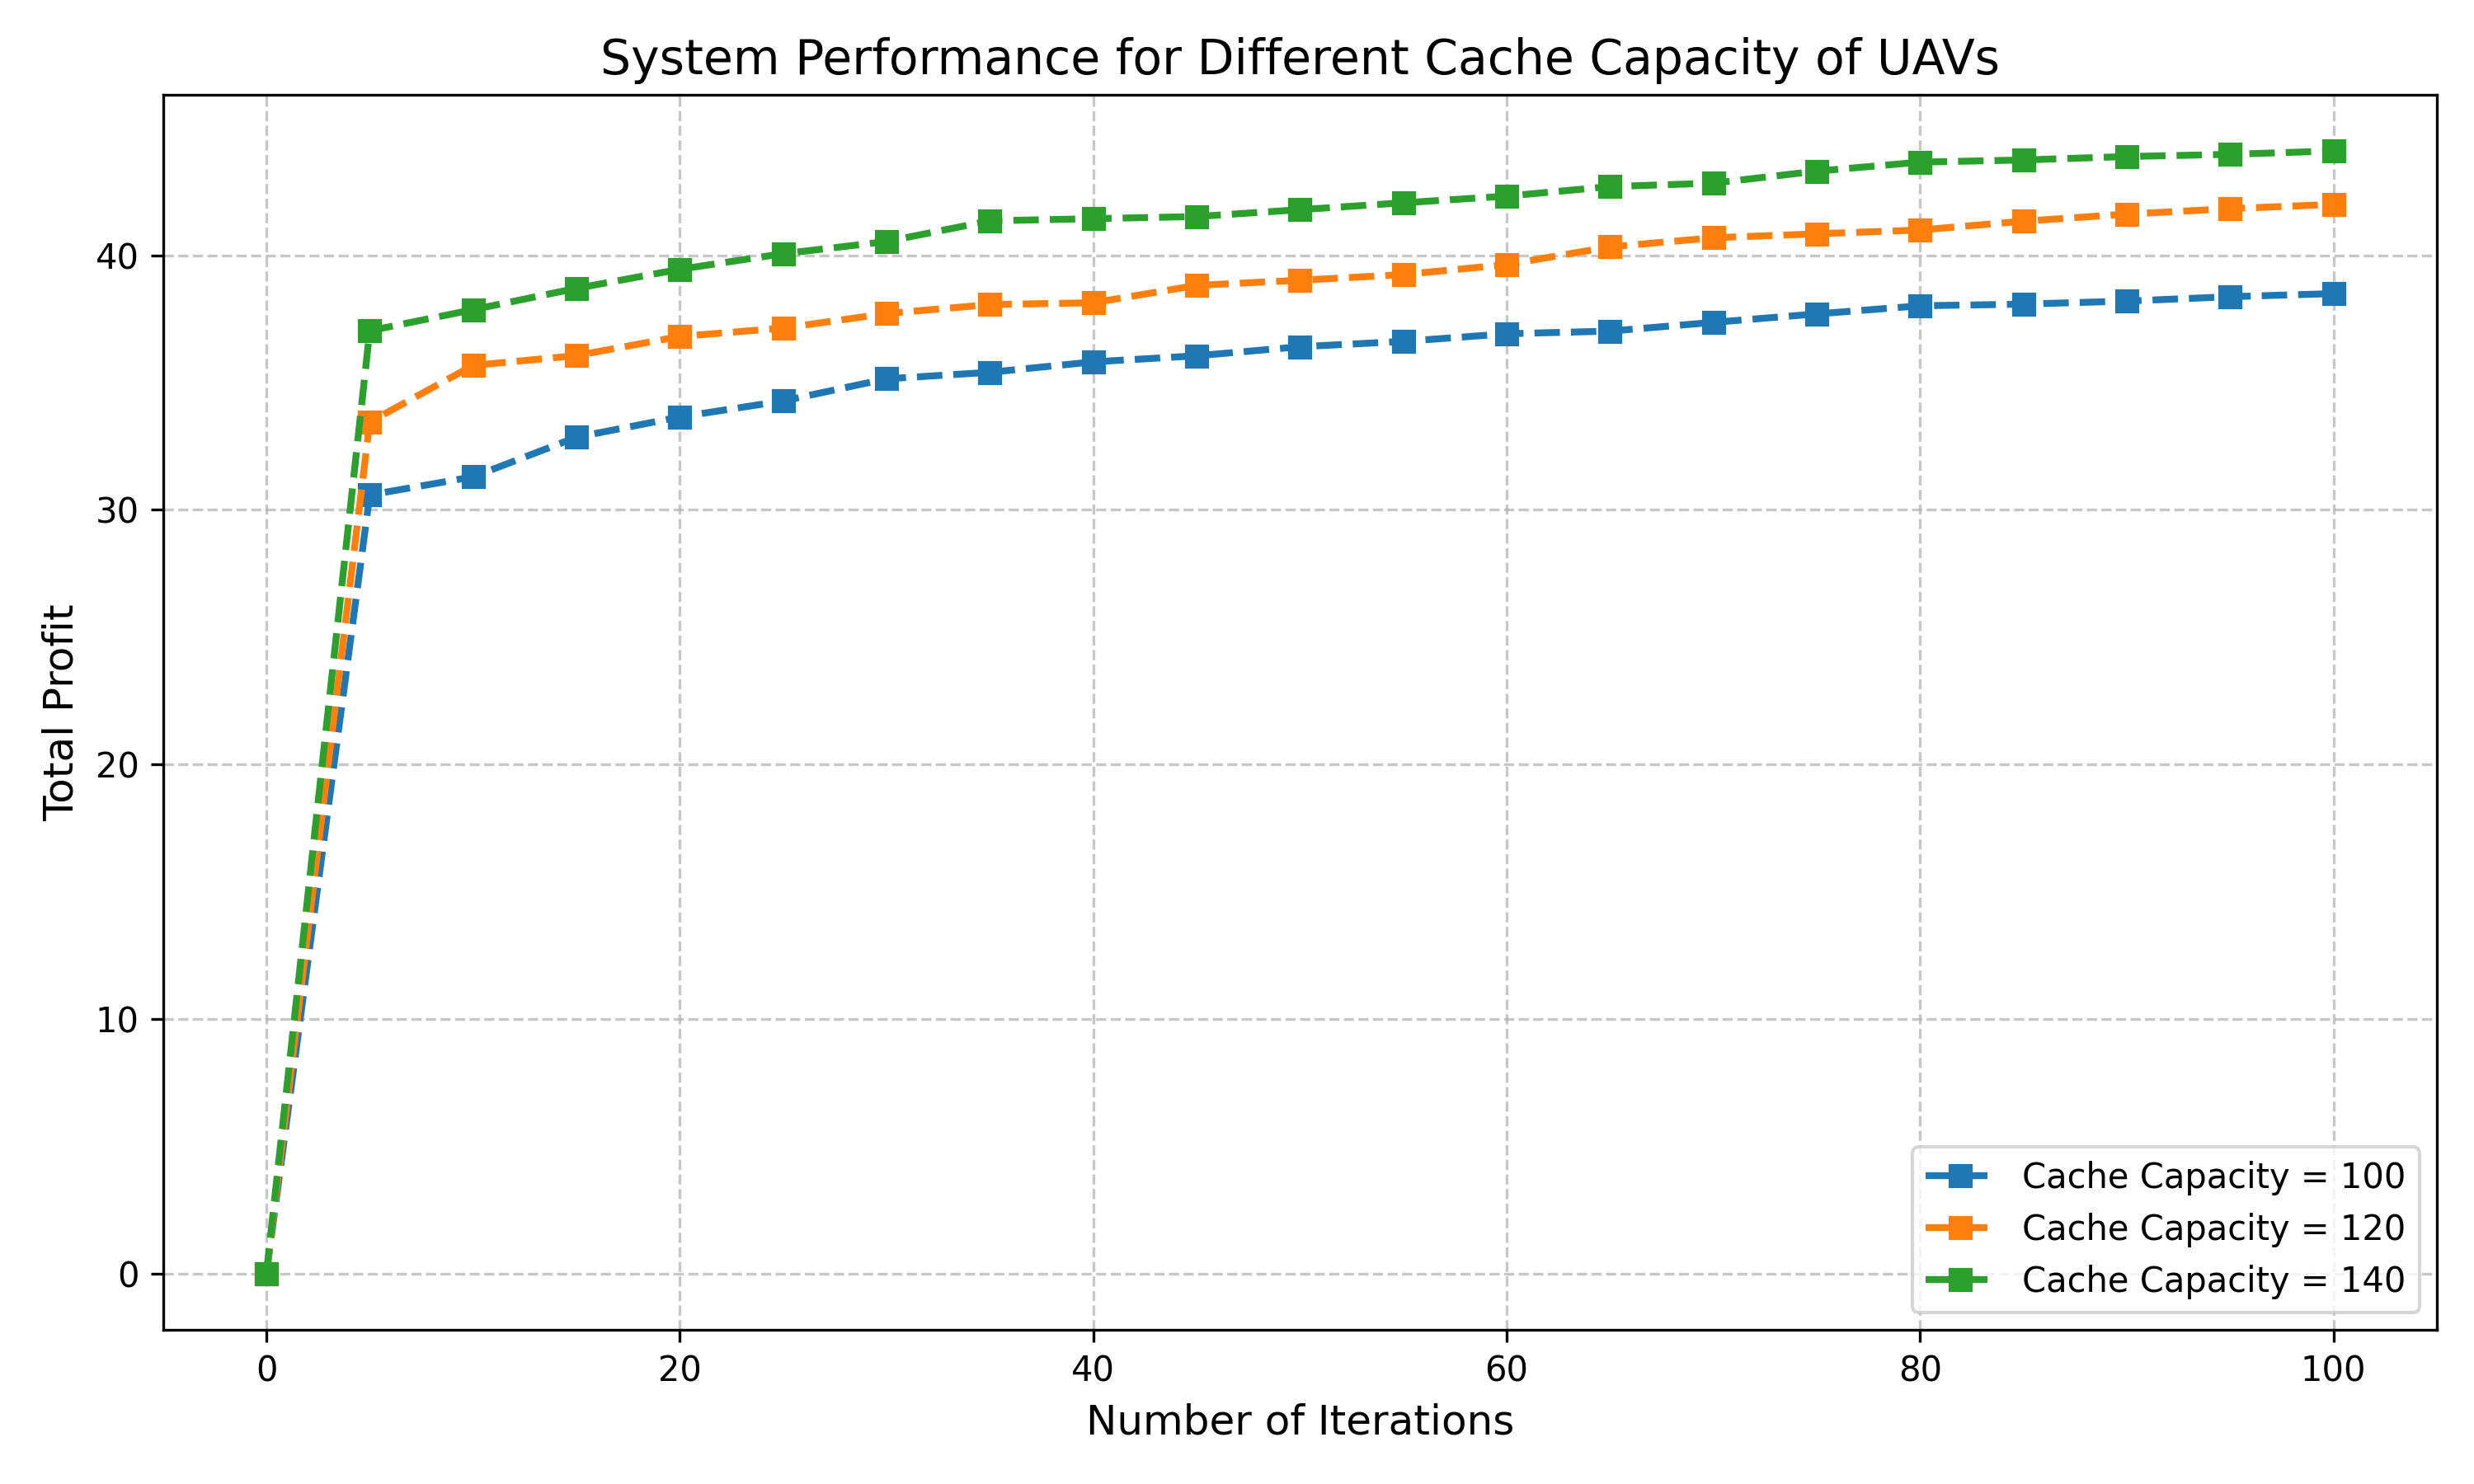 System Performance for Different Cache Capacity of UAVs
Total Profit
40
30
20
10
0
0 20 40 60 80 100
Number of Iterations
Cache Capacity = 100
Cache Capacity = 120
Cache Capacity = 140